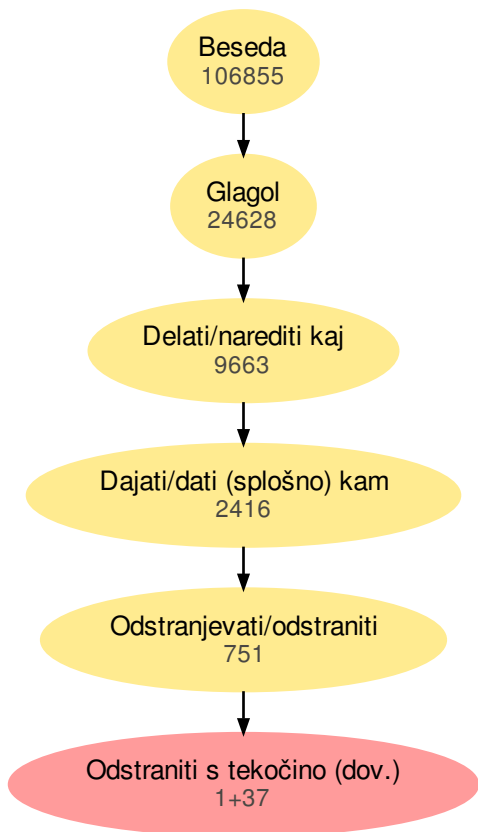 Beseda
106855
Glagol
24628
Delati/narediti kaj
9663
Dajati/dati (splošno) kam
2416
Odstranjevati/odstraniti
751
Odstraniti s tekočino (dov.)
1+37